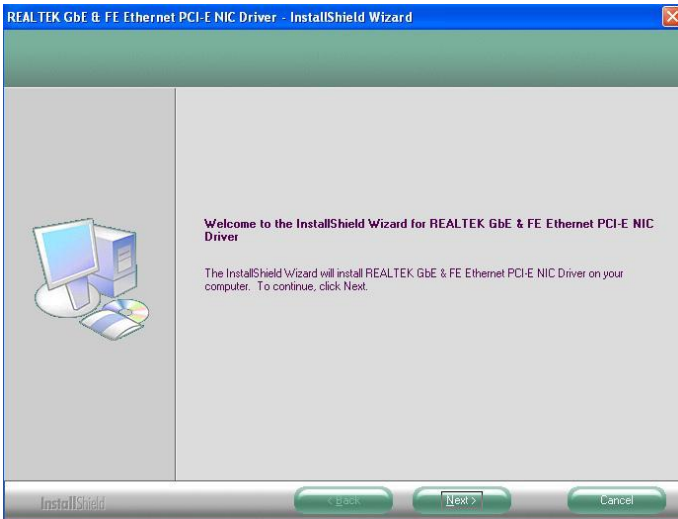 REALTEK GbE & FE Ethernet PCI-E NIC Driver - InstallShield Wizard
Welcome to the InstallShield Wizard for REALTEK GbE & FE Ethernet PCI-E NIC
Driver
The InstallShield Wizard will install REALTEK GbE & FE Ethernet PCI-E NIC Driver on your
computer. To continue, click Next.
InstallShield
< Back
Next >
Cancel